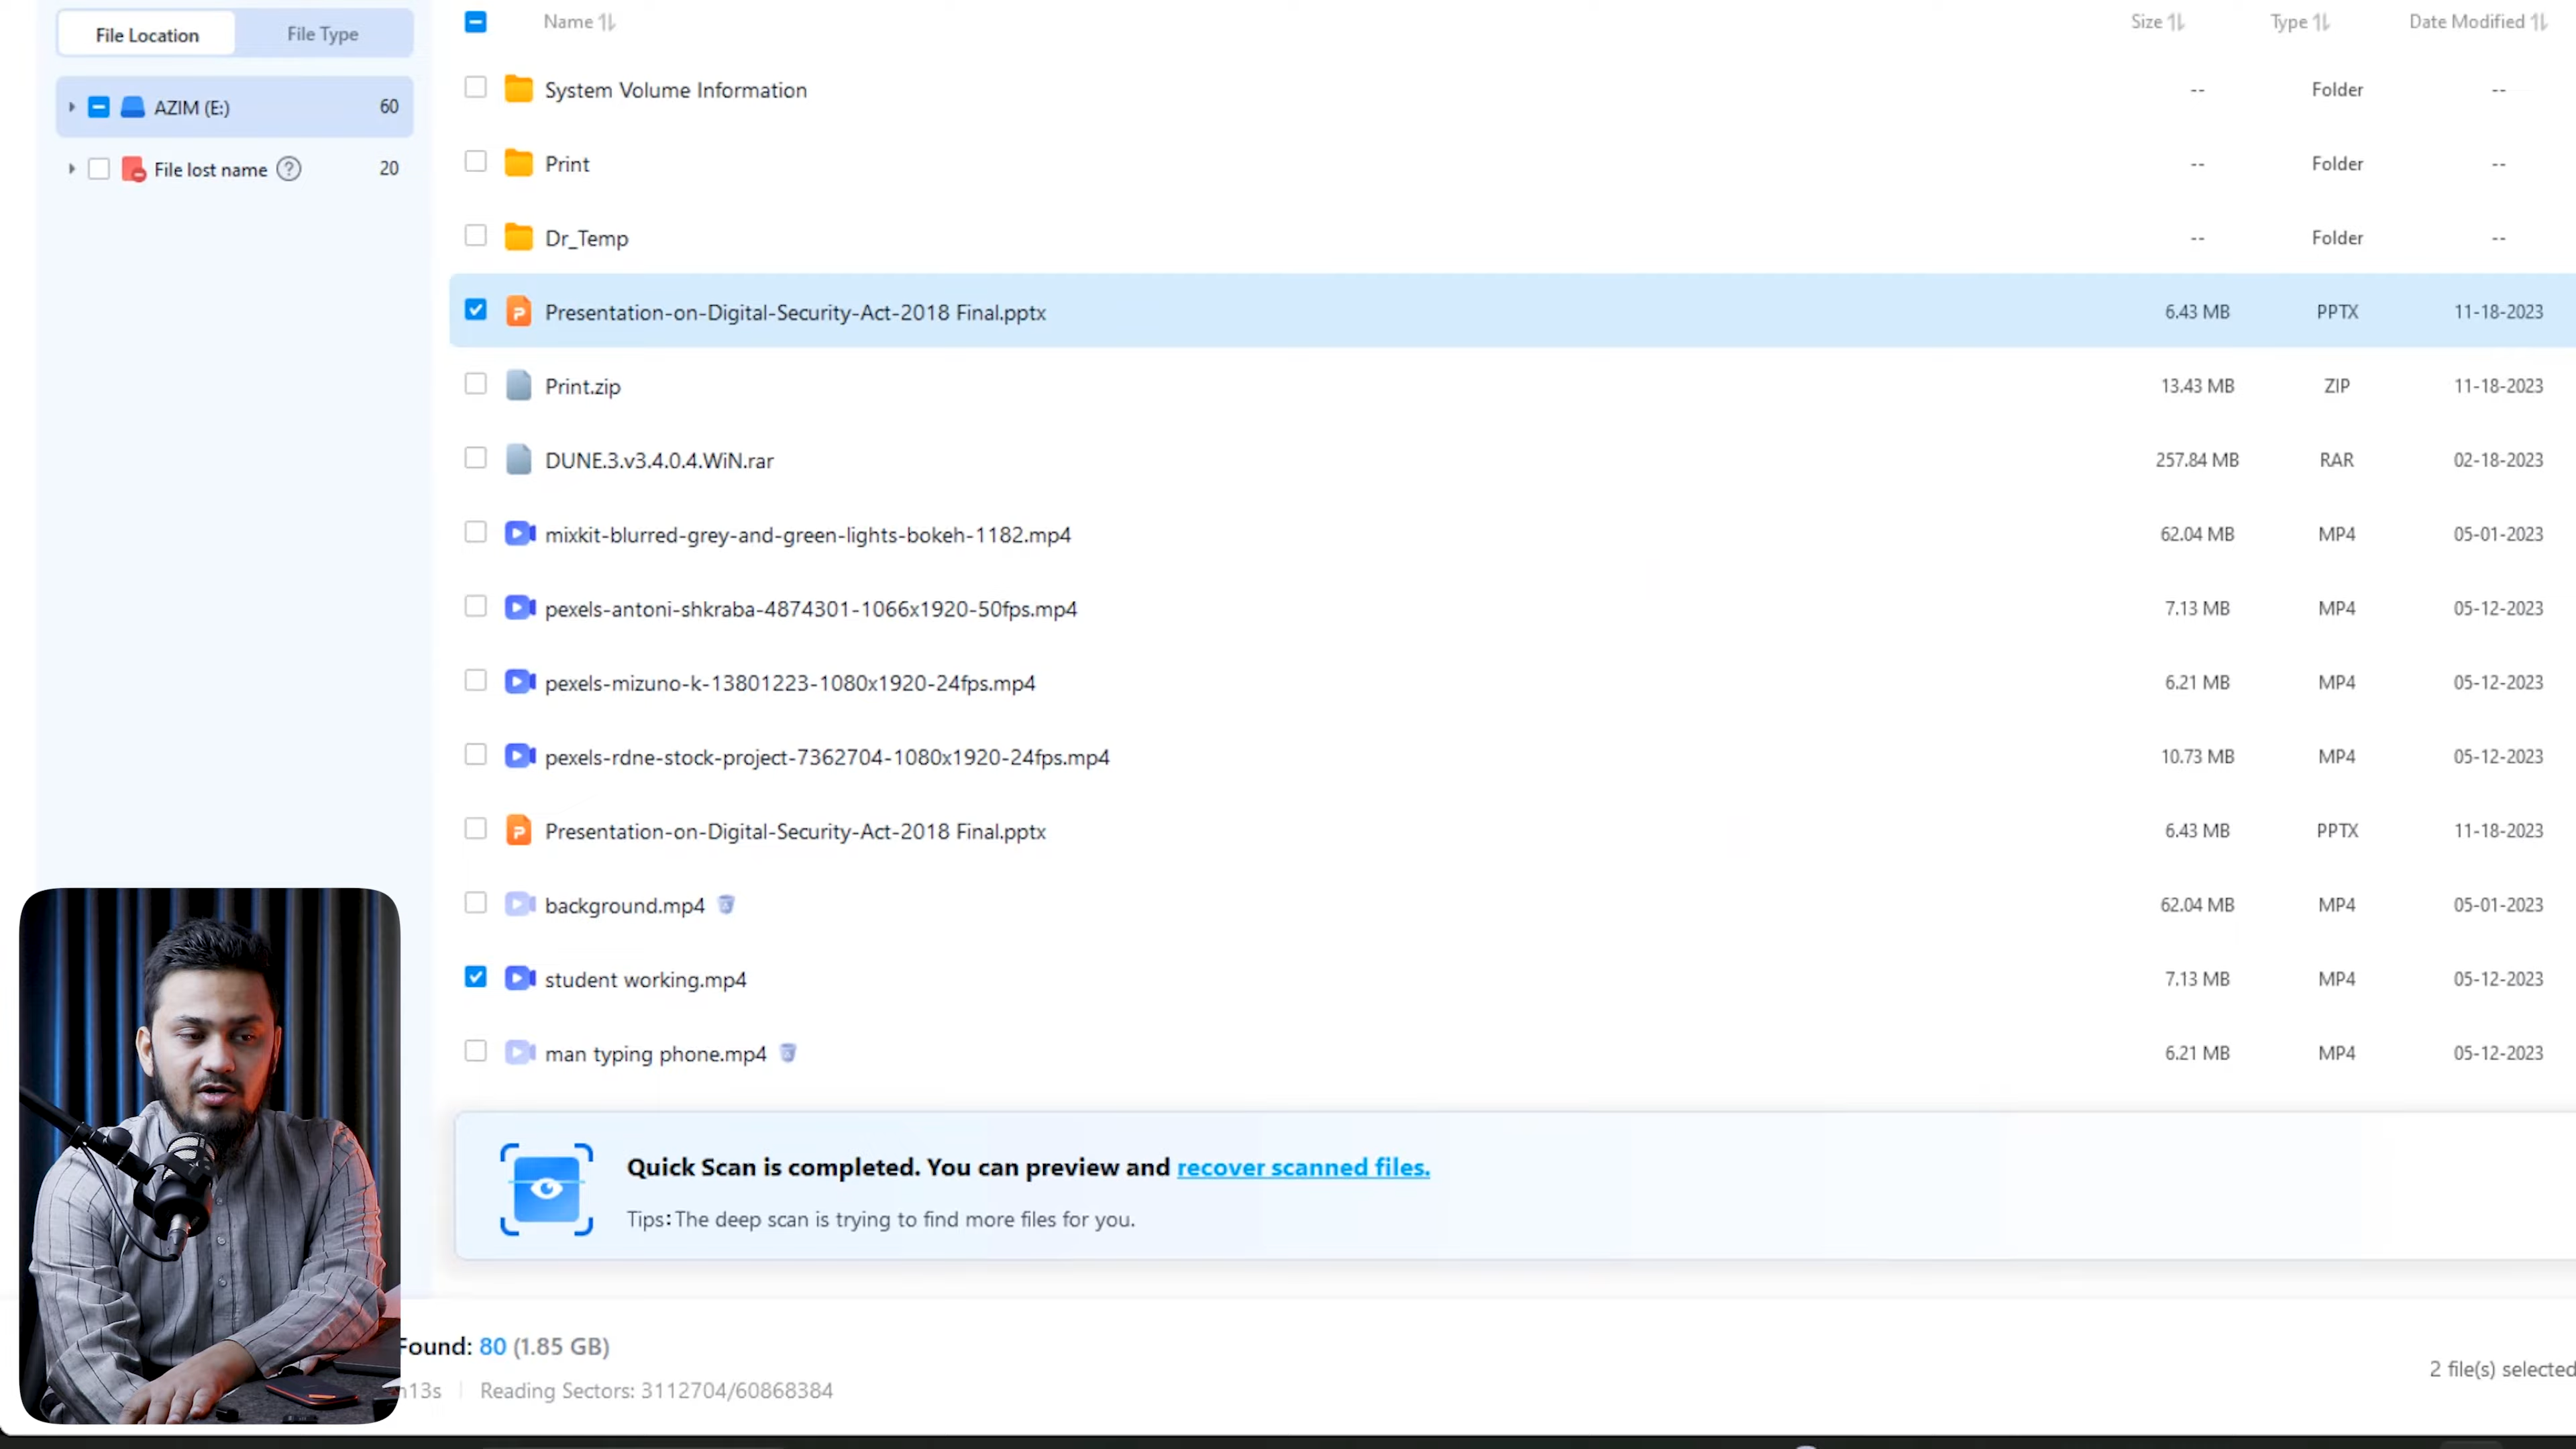 File Location File Type
Name Size Type Date Modified
AZIM (E:) 60
File lost name ? 20
System Volume Information -- Folder --
Print -- Folder --
Dr_Temp -- Folder --
Presentation-on-Digital-Security-Act-2018 Final.pptx 6.43 MB PPTX 11-18-2023
Print.zip 13.43 MB ZIP 11-18-2023
DUNE.3.v3.4.0.4.WiN.rar 257.84 MB RAR 02-18-2023
mixkit-blurred-grey-and-green-lights-bokeh-1182.mp4 62.04 MB MP4 05-01-2023
pexels-antoni-shkraba-4874301-1066x1920-50fps.mp4 7.13 MB MP4 05-12-2023
pexels-mizuno-k-13801223-1080x1920-24fps.mp4 6.21 MB MP4 05-12-2023
pexels-rdne-stock-project-7362704-1080x1920-24fps.mp4 10.73 MB MP4 05-12-2023
Presentation-on-Digital-Security-Act-2018 Final.pptx 6.43 MB PPTX 11-18-2023
background.mp4 62.04 MB MP4 05-01-2023
student working.mp4 7.13 MB MP4 05-12-2023
man typing phone.mp4 6.21 MB MP4 05-12-2023
Quick Scan is completed. You can preview and recover scanned files.
Tips:The deep scan is trying to find more files for you.
Found: 80 (1.85 GB)
2 file(s) selected
13s Reading Sectors: 3112704/60868384